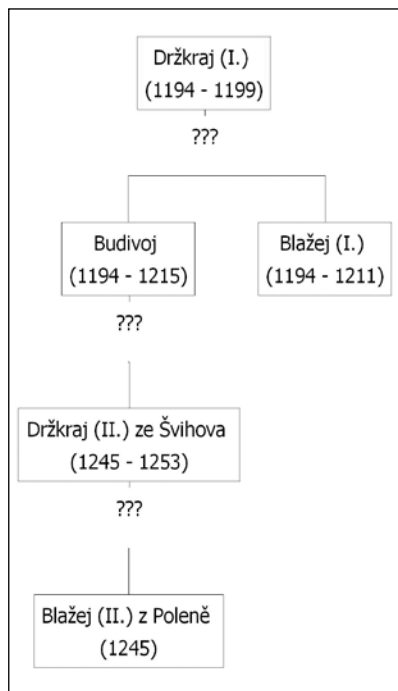 Držkraj (I.)
(1194 - 1199)
???
Budivoj
(1194 - 1215)
Blažej (I.)
(1194 - 1211)
???
Držkraj (II.) ze Švihova
(1245 - 1253)
???
Blažej (II.) z Poleně
(1245)